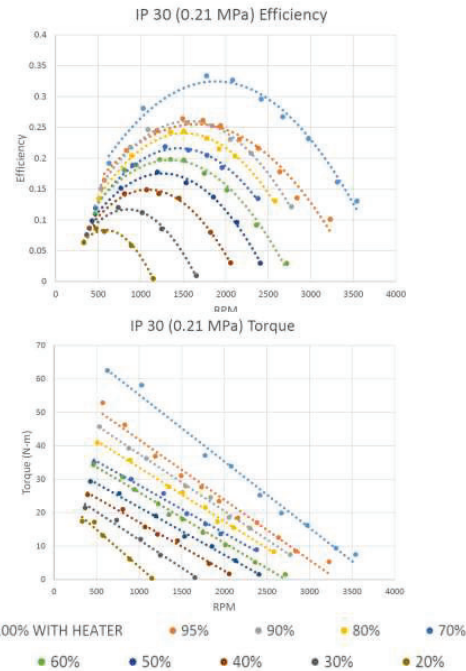 IP 30 (0.21 MPa) Efficiency
0.4
0.35
0.3
0.25
0.2
0.15
0.1
0.05
0
Efficiency
0 500 1000 1500 2000 2500 3000 3500 4000
RPM
IP 30 (0.21 MPa) Torque
70
60
50
40
30
20
10
0
Torque (N-m)
0 500 1000 1500 2000 2500 3000 3500 4000
RPM
00% WITH HEATER 95% 90% 80% 70%
60% 50% 40% 30% 20%